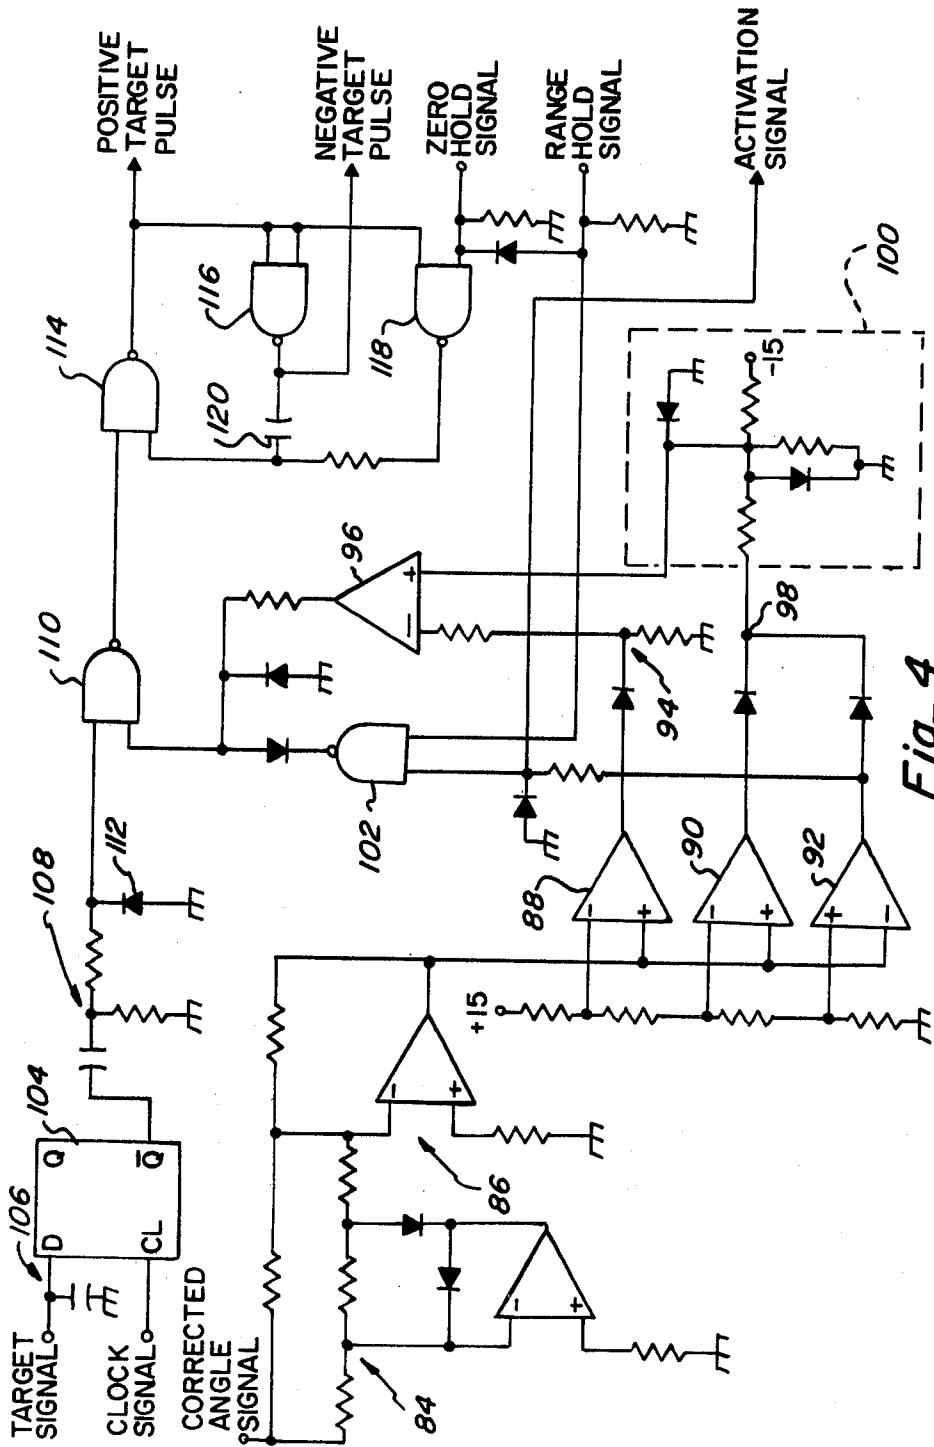 TARGET
SIGNAL
106
D
Q
104
CL
Q̅
CLOCK
SIGNAL
108
112
110
114
POSITIVE
TARGET
PULSE
116
120
118
NEGATIVE
TARGET
PULSE
ZERO
HOLD
SIGNAL
RANGE
HOLD
SIGNAL
ACTIVATION
SIGNAL
CORRECTED
ANGLE
SIGNAL
84
-
+
86
-
+
+15
88
-
+
90
-
+
92
+
-
102
96
-
+
94
98
100
-15
Fig. 4